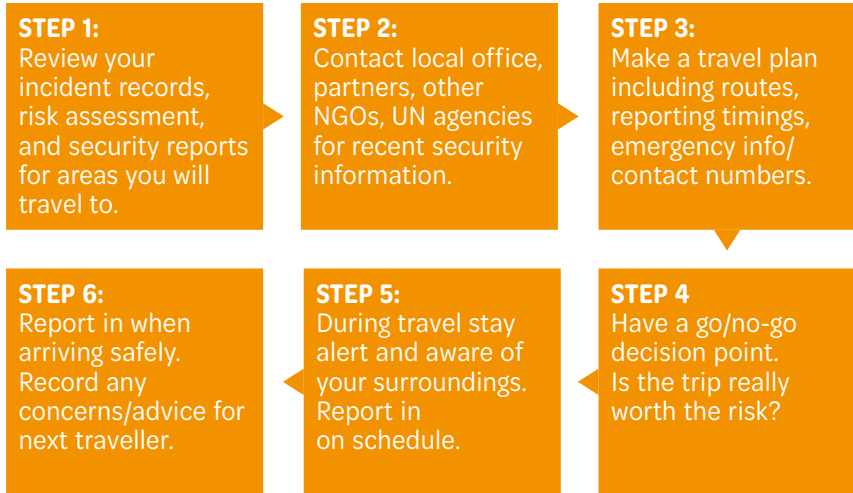 STEP 1:
Review your
incident records,
risk assessment,
and security reports
for areas you will
travel to.
STEP 2:
Contact local office,
partners, other
NGOs, UN agencies
for recent security
information.
STEP 3:
Make a travel plan
including routes,
reporting timings,
emergency info/
contact numbers.
STEP 4
Have a go/no-go
decision point.
Is the trip really
worth the risk?
STEP 5:
During travel stay
alert and aware of
your surroundings.
Report in
on schedule.
STEP 6:
Report in when
arriving safely.
Record any
concerns/advice for
next traveller.